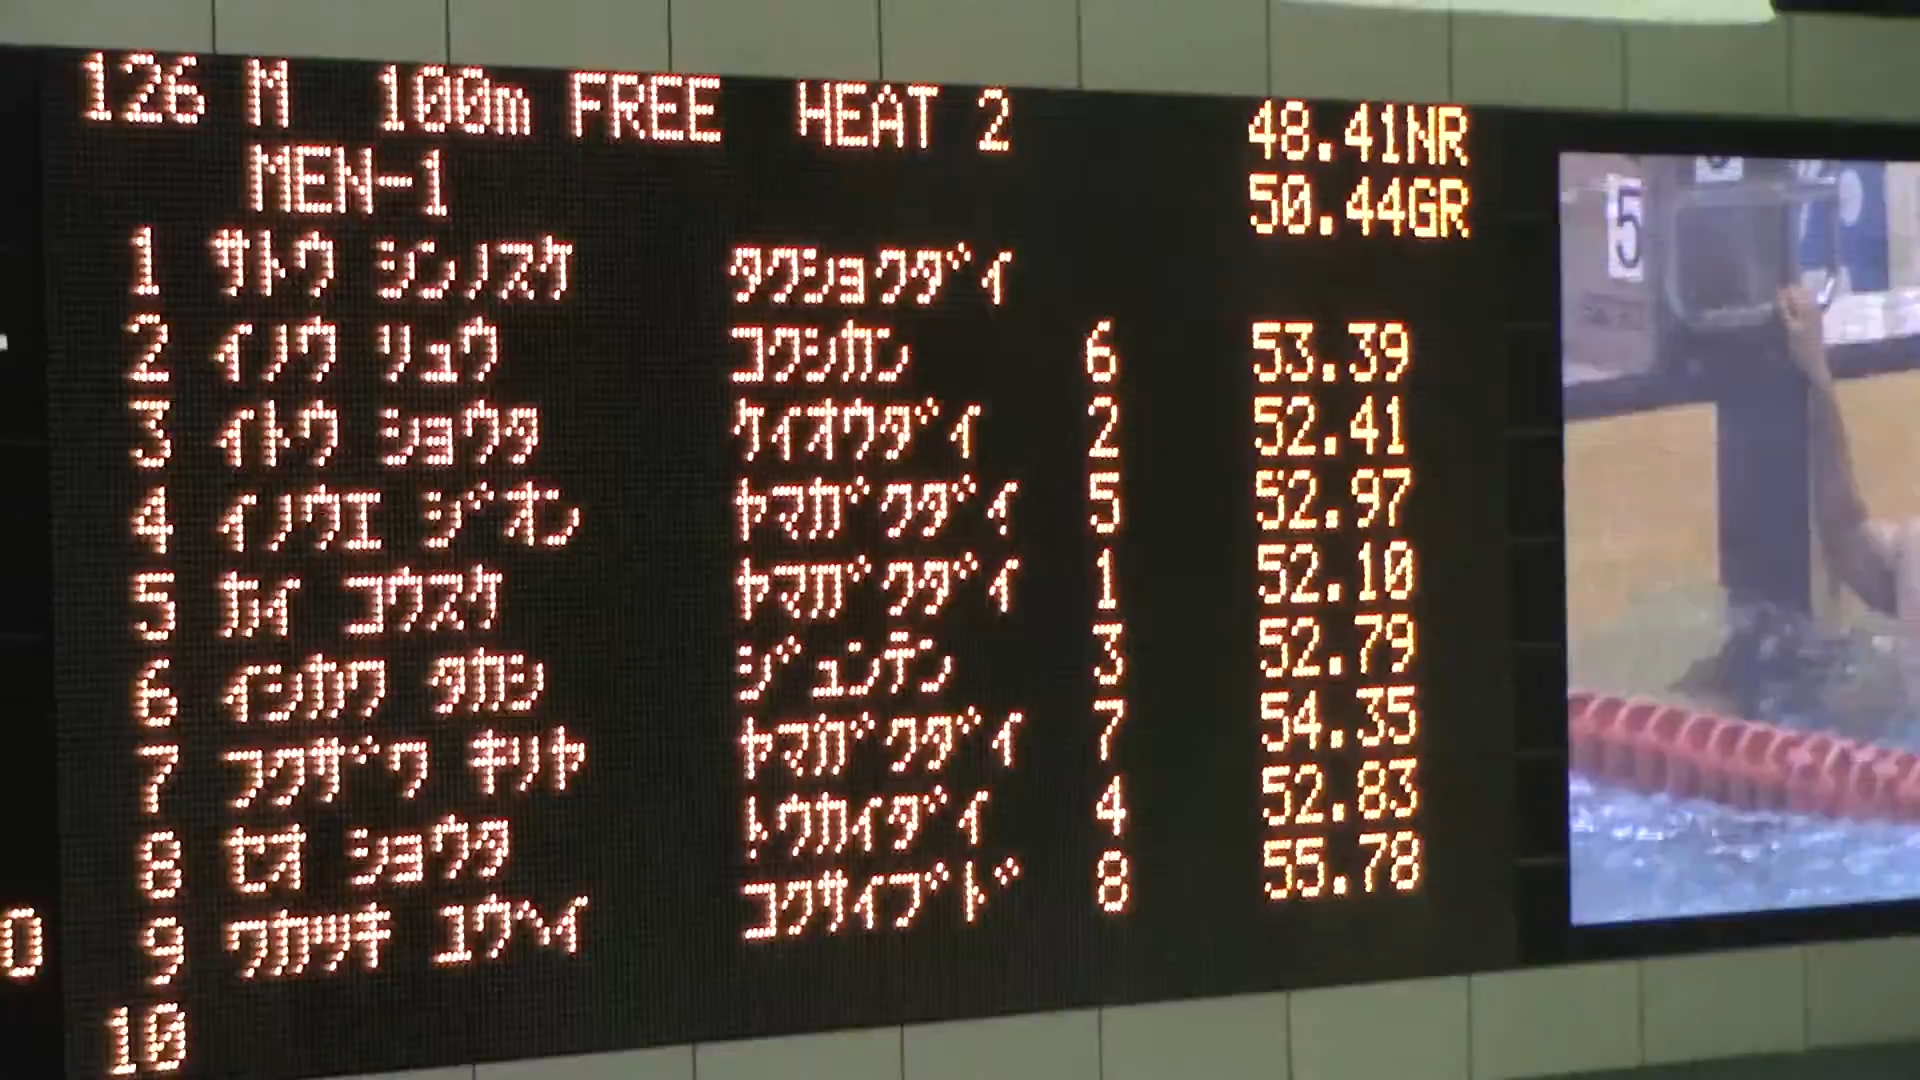 126 M 100m FREE HEAT 2 48.41NR
MEN-1 50.44GR
1 サトウ シンノスケ タクショクダイ
2 イノウ リュウ コクシカン 6 53.39
3 イトウ ショウタ ケイオウダイ 2 52.41
4 イノウエ ジオン ヤマガクダイ 5 52.97
5 カイ コウスケ ヤマガクダイ 1 52.10
6 イシカワ タカシ ジュンテン 3 52.79
7 フクザワ キリヤ ヤマガクダイ 7 54.35
8 セオ ショウタ トウカイダイ 4 52.83
9 ワカツキ ユウヘイ コクサイブド 8 55.78
10
0
5